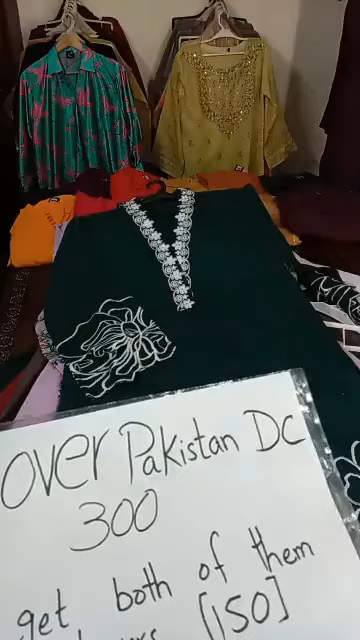 over Pakistan DC
300
get both of them
[150]